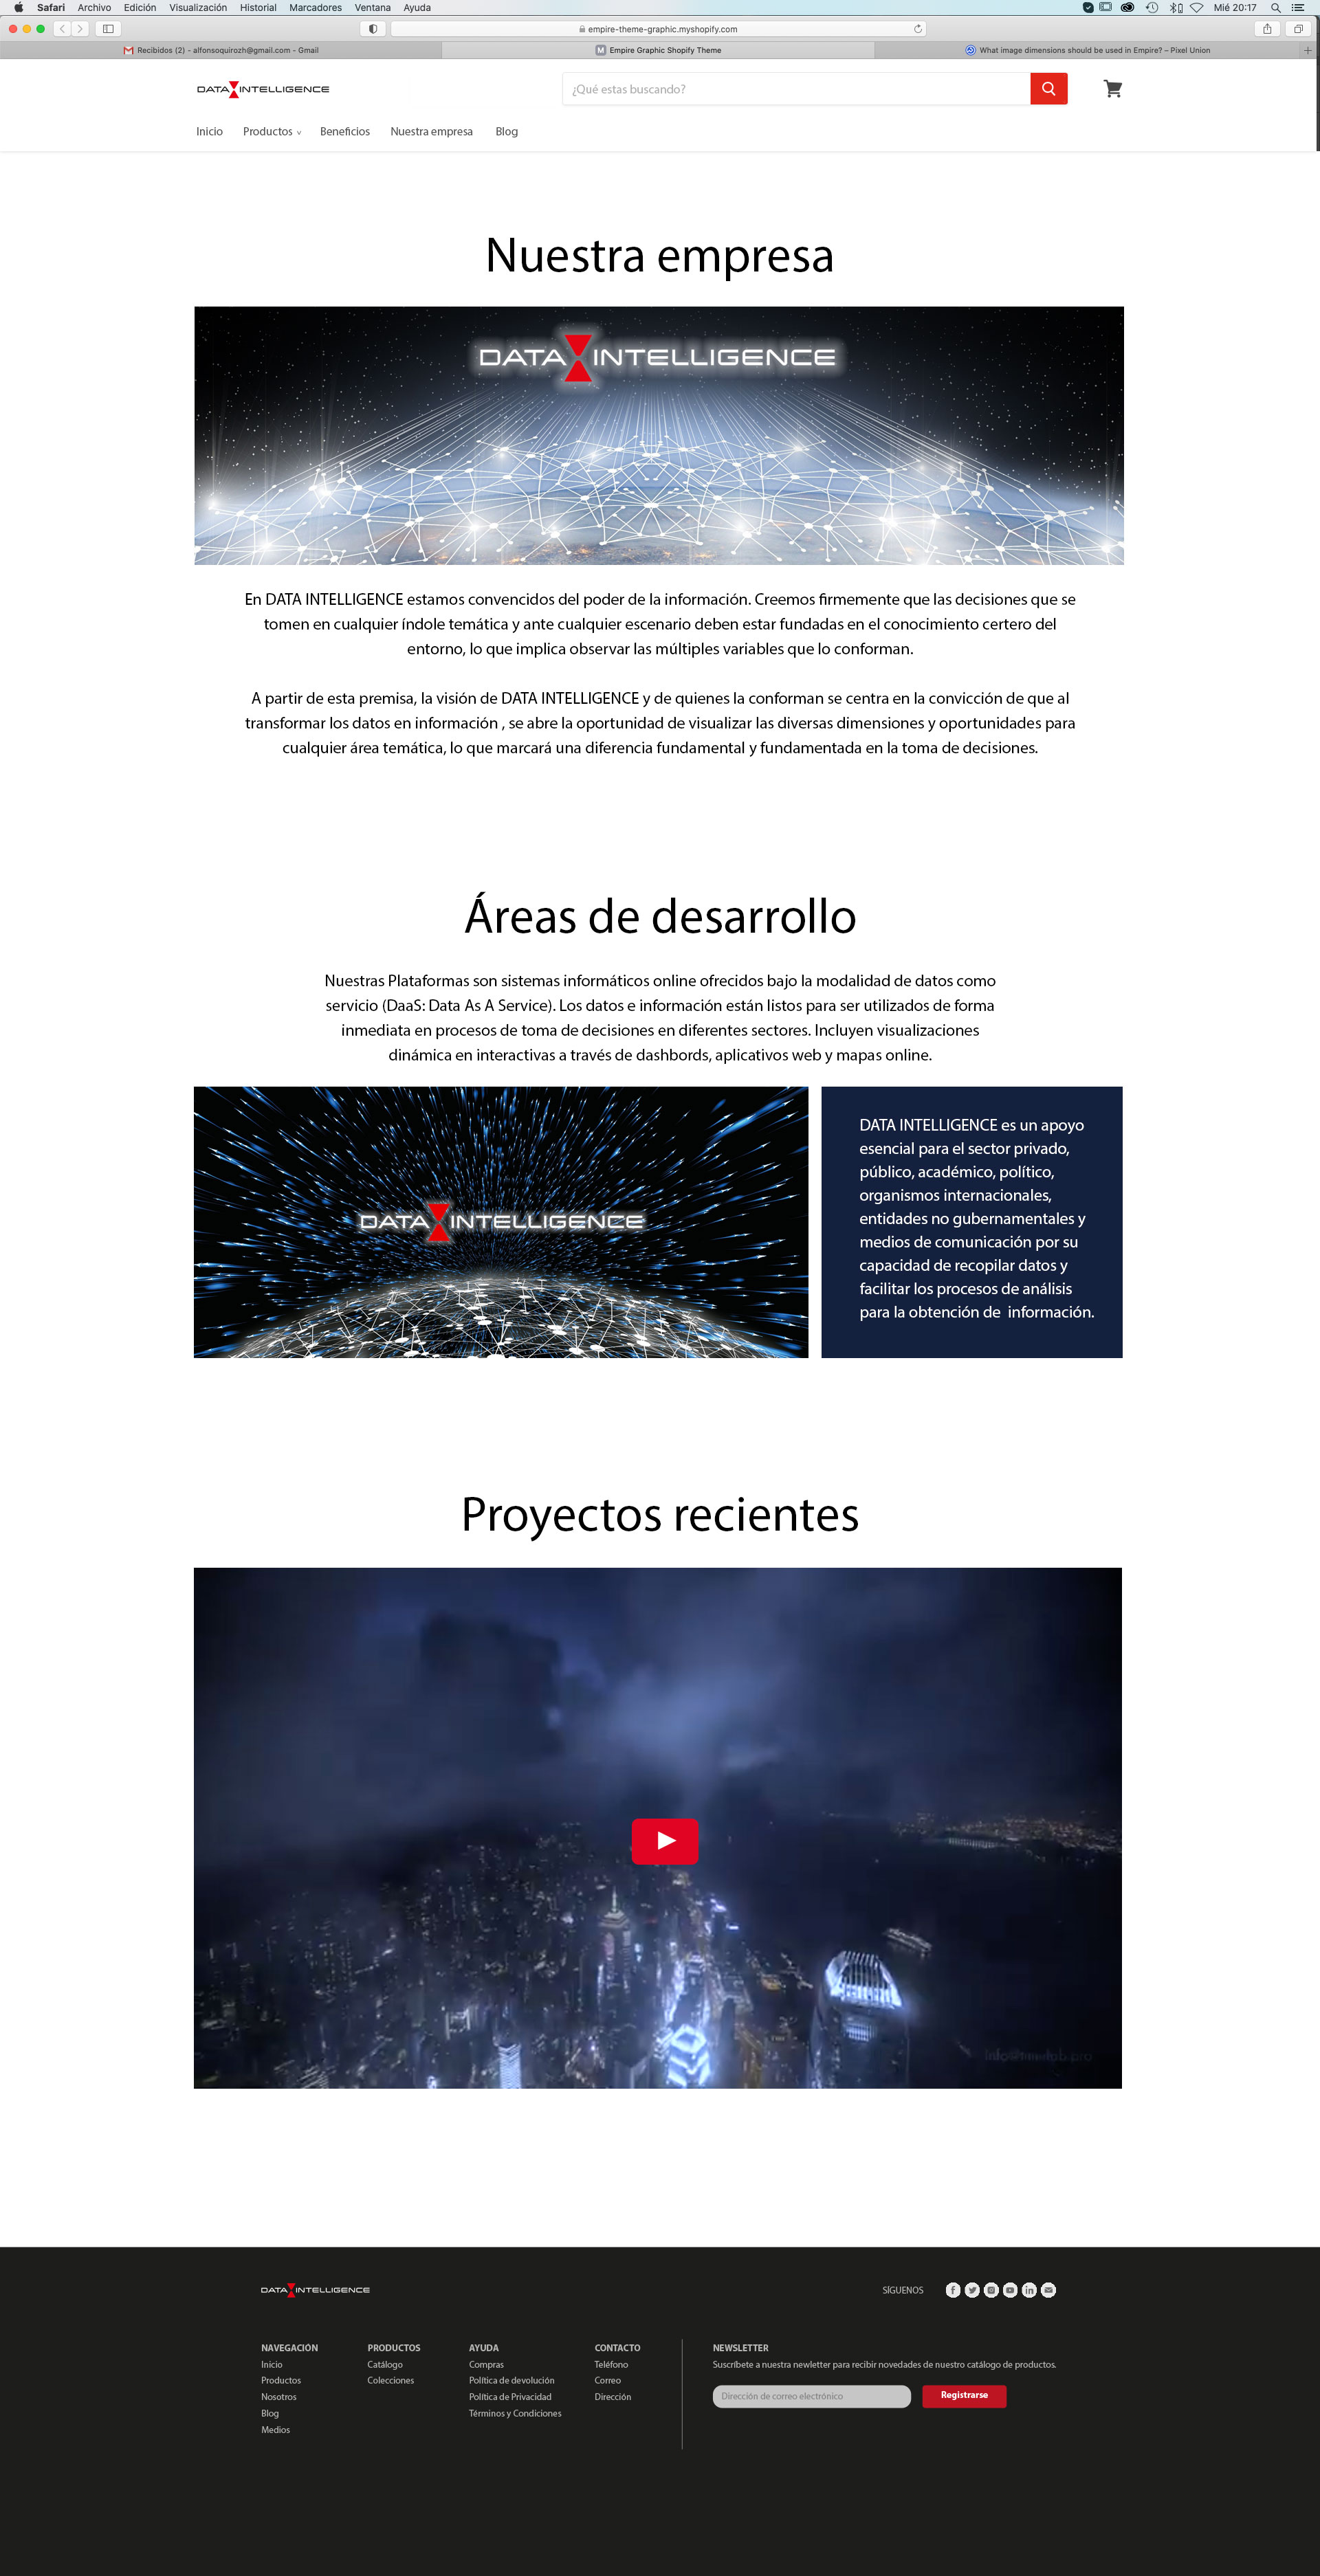 Safari Archivo Edición Visualización Historial Marcadores Ventana Ayuda Mié 20:17
empire-theme-graphic.myshopify.com
Recibidos (2) - alfonsoquirozh@gmail.com - Gmail
Empire Graphic Shopify Theme
What image dimensions should be used in Empire? – Pixel Union
DATA INTELLIGENCE
¿Qué estas buscando?
Inicio Productos v Beneficios Nuestra empresa Blog
Nuestra empresa
DATA INTELLIGENCE
En DATA INTELLIGENCE estamos convencidos del poder de la información. Creemos firmemente que las decisiones que se
tomen en cualquier índole temática y ante cualquier escenario deben estar fundadas en el conocimiento certero del
entorno, lo que implica observar las múltiples variables que lo conforman.
A partir de esta premisa, la visión de DATA INTELLIGENCE y de quienes la conforman se centra en la convicción de que al
transformar los datos en información , se abre la oportunidad de visualizar las diversas dimensiones y oportunidades para
cualquier área temática, lo que marcará una diferencia fundamental y fundamentada en la toma de decisiones.
Áreas de desarrollo
Nuestras Plataformas son sistemas informáticos online ofrecidos bajo la modalidad de datos como
servicio (DaaS: Data As A Service). Los datos e información están listos para ser utilizados de forma
inmediata en procesos de toma de decisiones en diferentes sectores. Incluyen visualizaciones
dinámica en interactivas a través de dashbords, aplicativos web y mapas online.
DATA INTELLIGENCE
DATA INTELLIGENCE es un apoyo
esencial para el sector privado,
público, académico, político,
organismos internacionales,
entidades no gubernamentales y
medios de comunicación por su
capacidad de recopilar datos y
facilitar los procesos de análisis
para la obtención de  información.
Proyectos recientes
DATA INTELLIGENCE
SÍGUENOS
NAVEGACIÓN
Inicio
Productos
Nosotros
Blog
Medios
PRODUCTOS
Catálogo
Colecciones
AYUDA
Compras
Política de devolución
Política de Privacidad
Términos y Condiciones
CONTACTO
Teléfono
Correo
Dirección
NEWSLETTER
Suscríbete a nuestra newletter para recibir novedades de nuestro catálogo de productos.
Dirección de correo electrónico
Registrarse